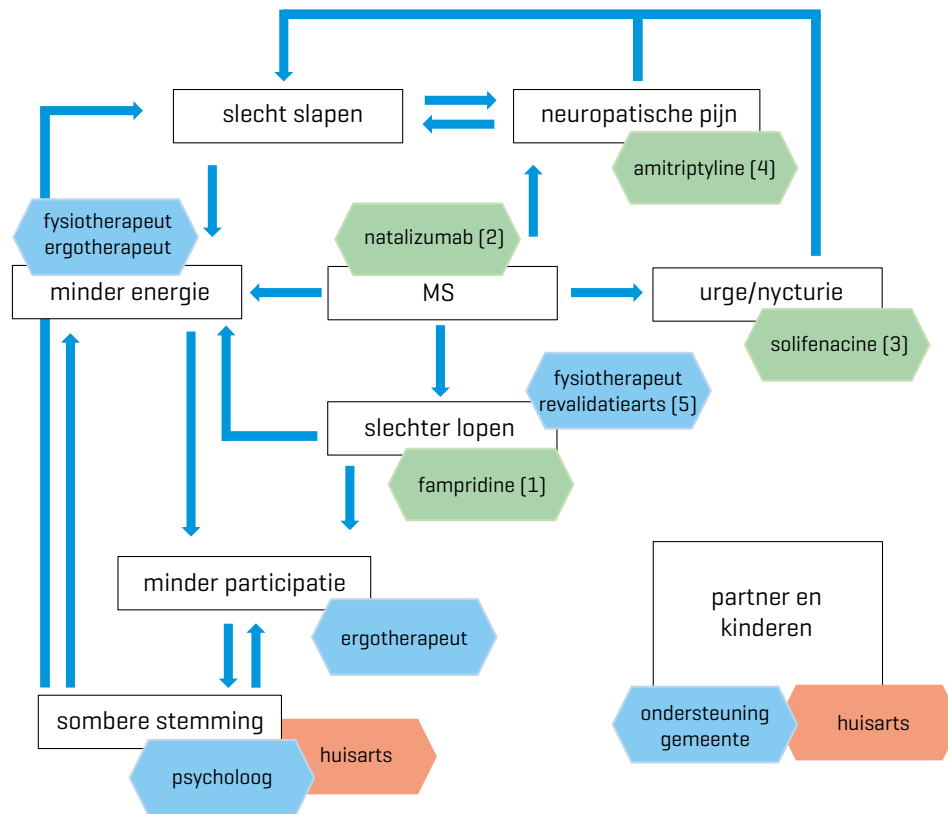 slecht slapen
neuropatische pijn
amitriptyline (4)
fysiotherapeut
ergotherapeut
natalizumab (2)
minder energie
MS
urge/nycturie
solifenacine (3)
fysiotherapeut
revalidatiearts (5)
slechter lopen
fampridine (1)
minder participatie
ergotherapeut
partner en
kinderen
sombere stemming
huisarts
psycholoog
ondersteuning
gemeente
huisarts